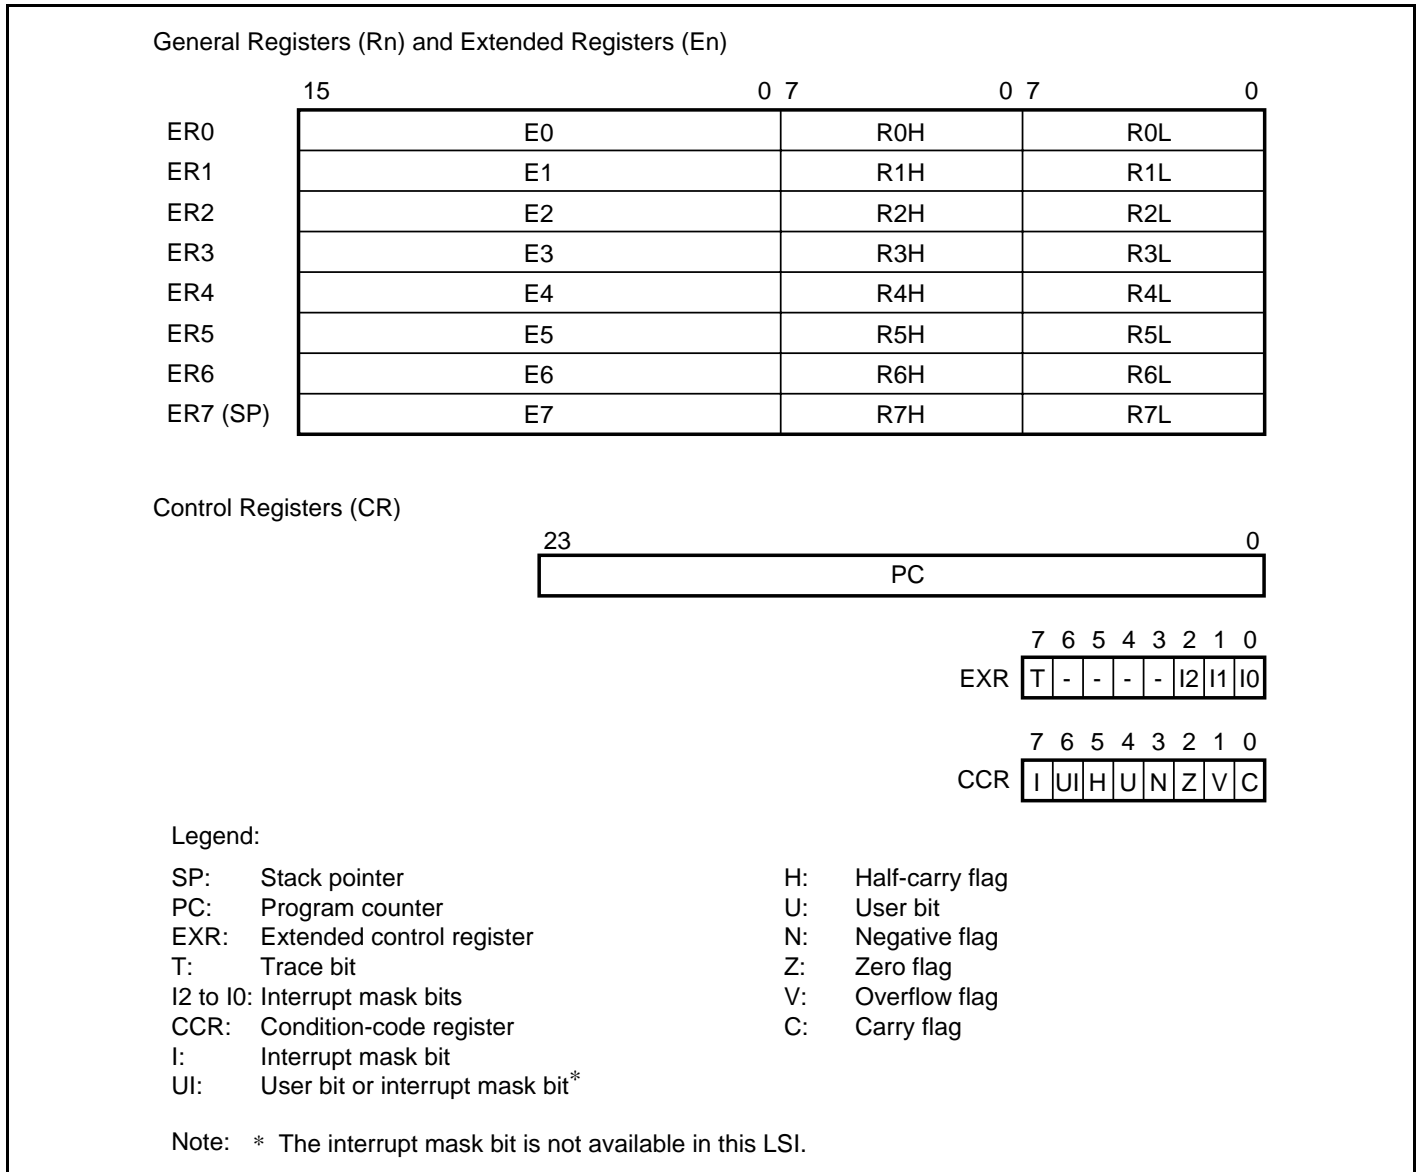 General Registers (Rn) and Extended Registers (En)
15 0 7 0 7 0
ER0 E0 R0H R0L
ER1 E1 R1H R1L
ER2 E2 R2H R2L
ER3 E3 R3H R3L
ER4 E4 R4H R4L
ER5 E5 R5H R5L
ER6 E6 R6H R6L
ER7 (SP) E7 R7H R7L
Control Registers (CR)
23 0
PC
7 6 5 4 3 2 1 0
EXR T - - - - I2 I1 I0
7 6 5 4 3 2 1 0
CCR I UI H U N Z V C
Legend:
SP: Stack pointer
PC: Program counter
EXR: Extended control register
T: Trace bit
I2 to I0: Interrupt mask bits
CCR: Condition-code register
I: Interrupt mask bit
UI: User bit or interrupt mask bit*
H: Half-carry flag
U: User bit
N: Negative flag
Z: Zero flag
V: Overflow flag
C: Carry flag
Note: * The interrupt mask bit is not available in this LSI.